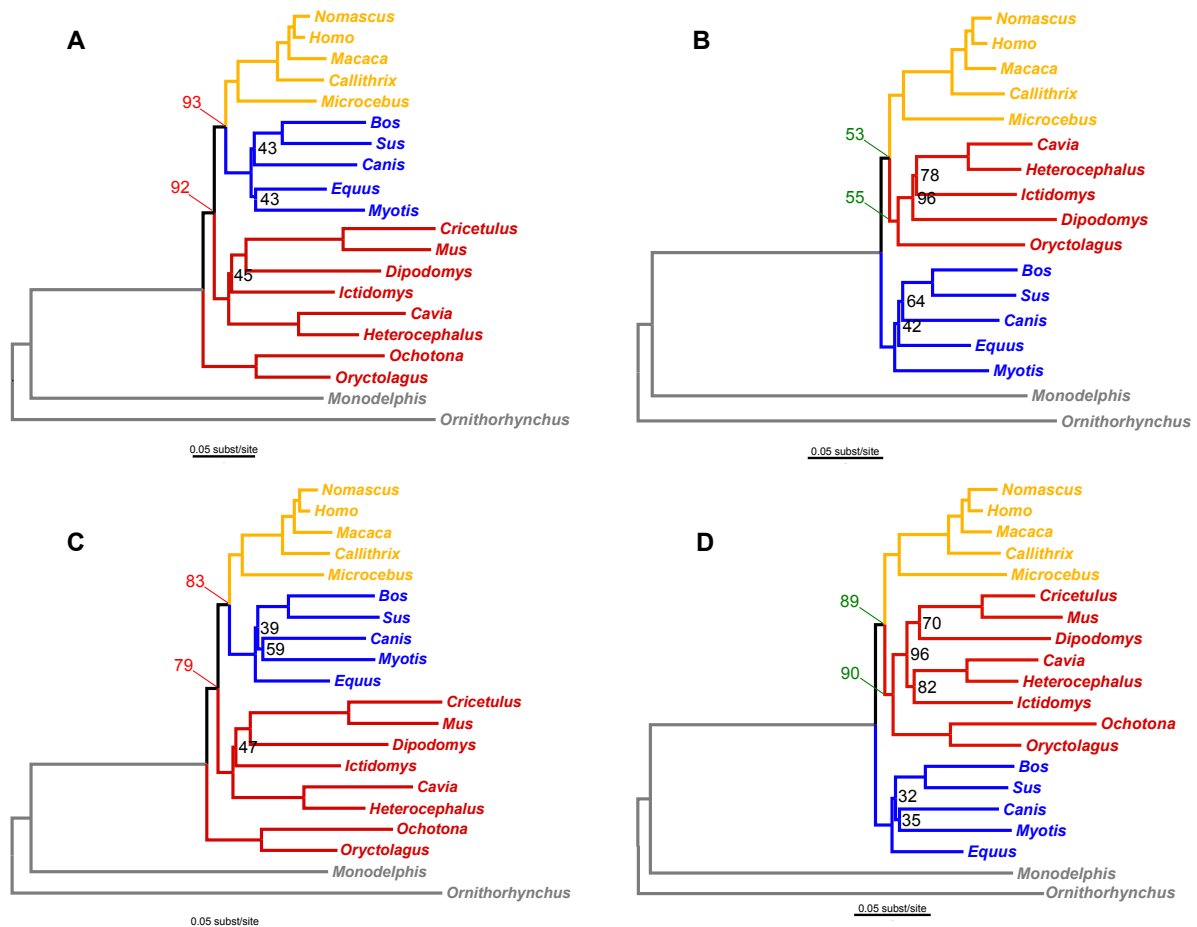 A
Nomascus
Homo
Macaca
Callithrix
Microcebus
93
Bos
Sus
43
Canis
Equus
43
Myotis
92
Cricetulus
Mus
Dipodomys
45
Ictidomys
Cavia
Heterocephalus
Ochotona
Oryctolagus
Monodelphis
Ornithorhynchus
0.05 subst/site
B
Nomascus
Homo
Macaca
Callithrix
Microcebus
53
Cavia
Heterocephalus
78
Ictidomys
96
55
Dipodomys
Oryctolagus
Bos
Sus
64
Canis
42
Equus
Myotis
Monodelphis
Ornithorhynchus
0.05 subst/site
C
Nomascus
Homo
Macaca
Callithrix
Microcebus
83
Bos
Sus
39
Canis
59
Myotis
Equus
79
Cricetulus
Mus
Dipodomys
47
Ictidomys
Cavia
Heterocephalus
Ochotona
Oryctolagus
Monodelphis
Ornithorhynchus
0.05 subst/site
D
Nomascus
Homo
Macaca
Callithrix
Microcebus
89
Cricetulus
Mus
70
Dipodomys
96
Cavia
Heterocephalus
82
90
Ictidomys
Ochotona
Oryctolagus
Bos
Sus
32
Canis
35
Myotis
Equus
Monodelphis
Ornithorhynchus
0.05 subst/site